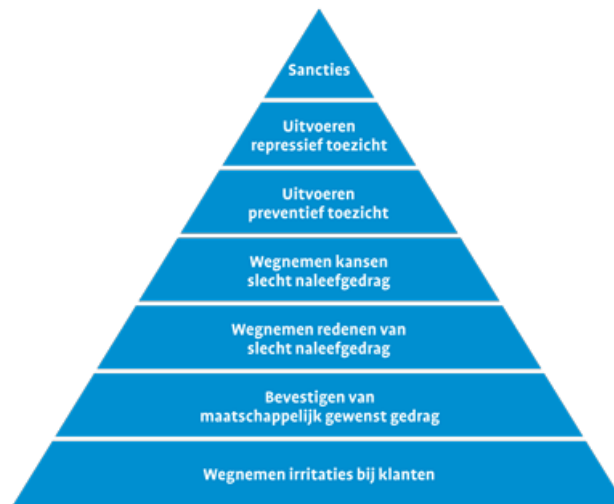 Sancties
Uitvoeren
repressief toezicht
Uitvoeren
preventief toezicht
Wegnemen kansen
slecht naleefgedrag
Wegnemen redenen van
slecht naleefgedrag
Bevestigen van
maatschappelijk gewenst gedrag
Wegnemen irritaties bij klanten